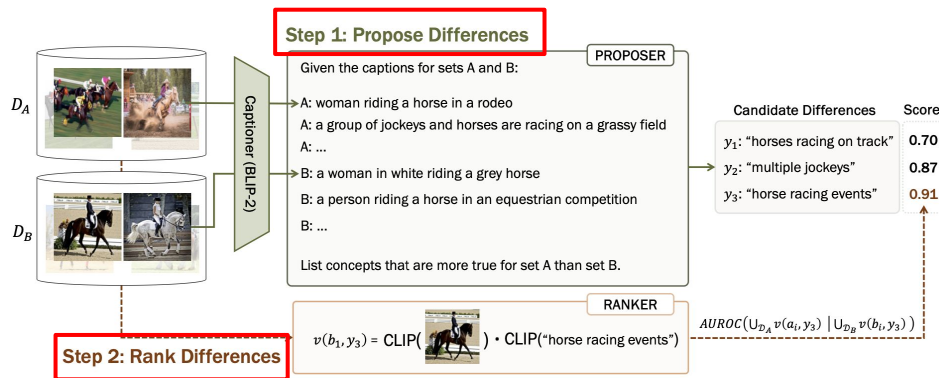 Step 1: Propose Differences
PROPOSER
Given the captions for sets A and B:
A: woman riding a horse in a rodeo
A: a group of jockeys and horses are racing on a grassy field
A: ...
B: a woman in white riding a grey horse
B: a person riding a horse in an equestrian competition
B: ...
List concepts that are more true for set A than set B.
D_A
D_B
Captioner (BLIP-2)
Candidate Differences
Score
y₁: “horses racing on track” 0.70
y₂: “multiple jockeys” 0.87
y₃: “horse racing events” 0.91
RANKER
v(b₁, y₃) = CLIP( ) · CLIP(“horse racing events”)
AUROC(⋃_{D_A} v(aᵢ, y₃) | ⋃_{D_B} v(bᵢ, y₃))
Step 2: Rank Differences